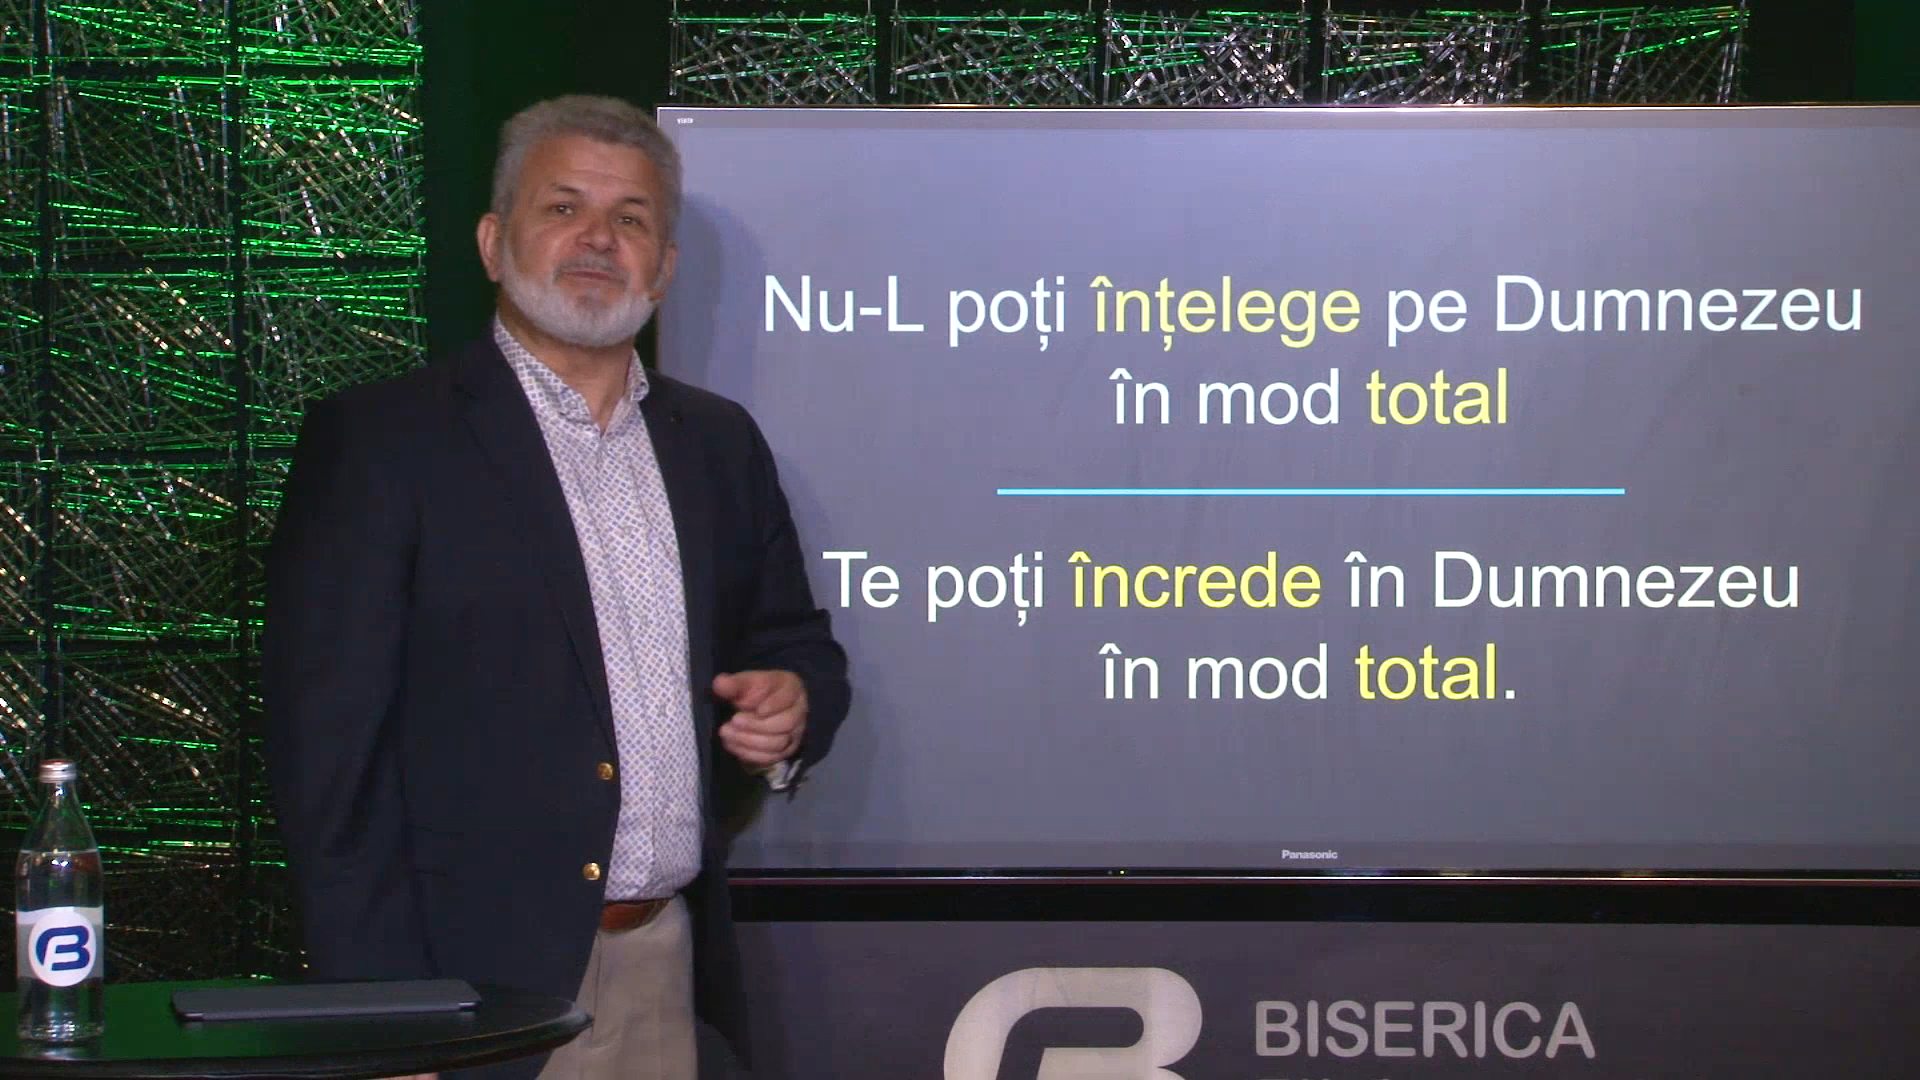 Nu-L poți înțelege pe Dumnezeu
în mod total
Te poți încrede în Dumnezeu
în mod total.
Panasonic
B
BISERICA